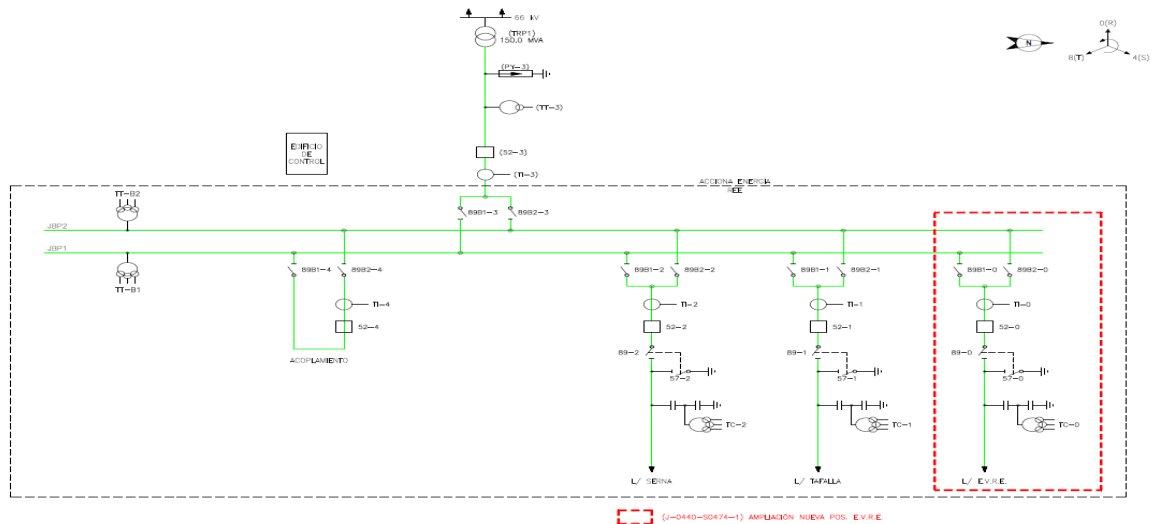 66 kV
(TRP1)
150.0 MVA
N
0(R)
8(T)
4(S)
(PY-3)
(TT-3)
EDIFICIO
DE
CONTROL
(52-3)
(TI-3)
ACCIONA ENERGIA
REE
TT-B2
89B1-3
89B2-3
JBP2
JBP1
TT-B1
89B1-4
89B2-4
89B1-2
89B2-2
89B1-1
89B2-1
89B1-0
89B2-0
TI-4
TI-2
TI-1
TI-0
52-4
52-2
52-1
52-0
ACOPLAMIENTO
89-2
89-1
89-0
57-2
57-1
57-0
TC-2
TC-1
TC-0
L/ SERNA
L/ TAFALLA
L/ E.V.R.E.
(J-0440-S0474-1) AMPLIACIÓN NUEVA POS. E.V.R.E.